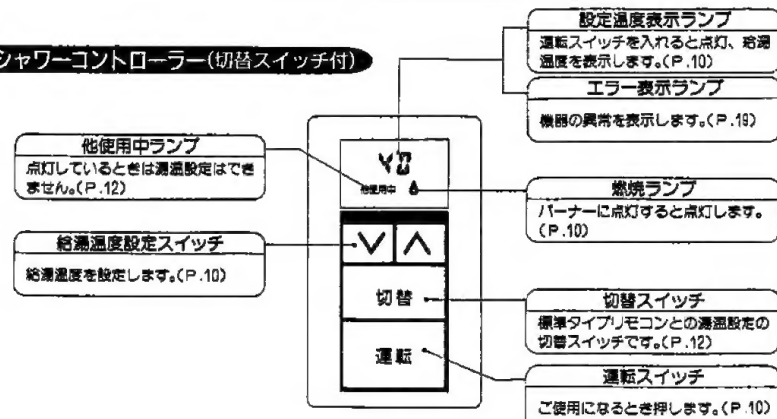 シャワーコントローラー(切替スイッチ付)
設定温度表示ランプ
運転スイッチを入れると点灯、給湯
温度を表示します。(P.10)
エラー表示ランプ
機器の異常を表示します。(P.19)
他使用中ランプ
点灯しているときは湯温設定はでき
ません。(P.12)
40
他使用中
燃焼ランプ
バーナーに点灯すると点灯します。
(P.10)
給湯温度設定スイッチ
給湯温度を設定します。(P.10)
切替
切替スイッチ
標準タイプリモコンとの湯温設定の
切替スイッチです。(P.12)
運転
運転スイッチ
ご使用になるとき押します。(P.10)